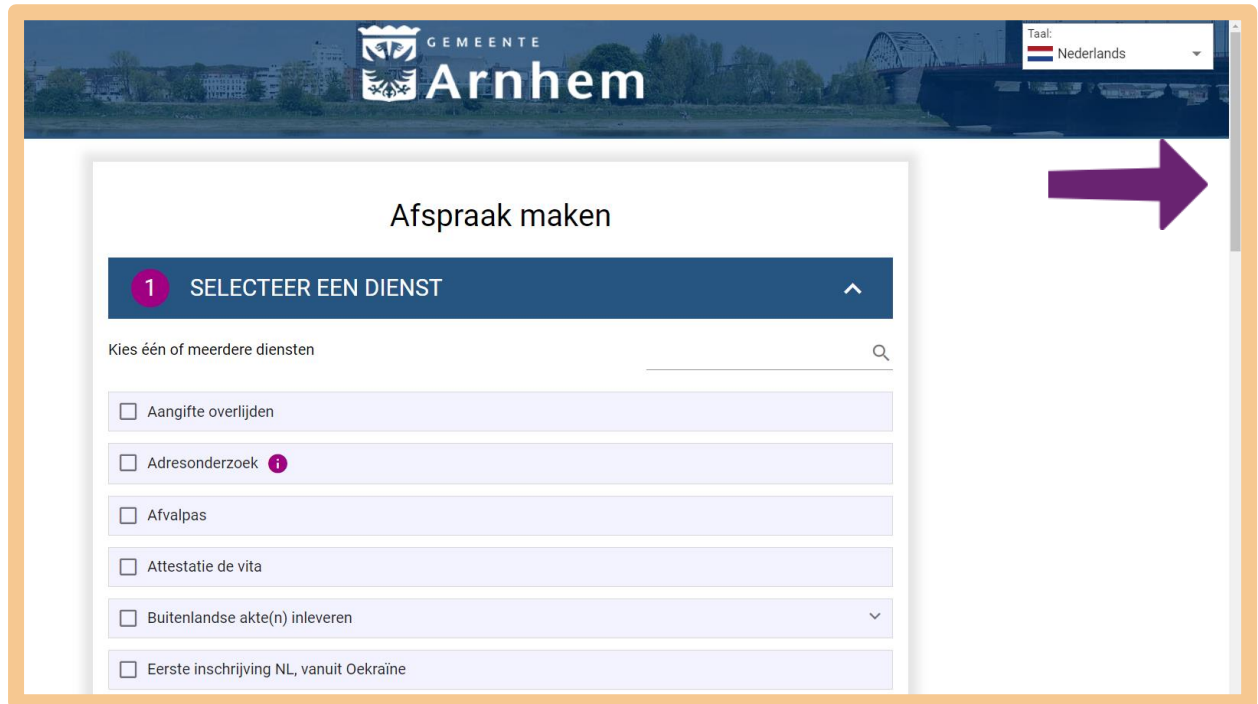 GEMEENTE
Arnhem
Taal:
Nederlands
Afspraak maken
1 SELECTEER EEN DIENST
Kies één of meerdere diensten
Aangifte overlijden
Adresonderzoek i
Afvalpas
Attestatie de vita
Buitenlandse akte(n) inleveren
Eerste inschrijving NL, vanuit Oekraïne